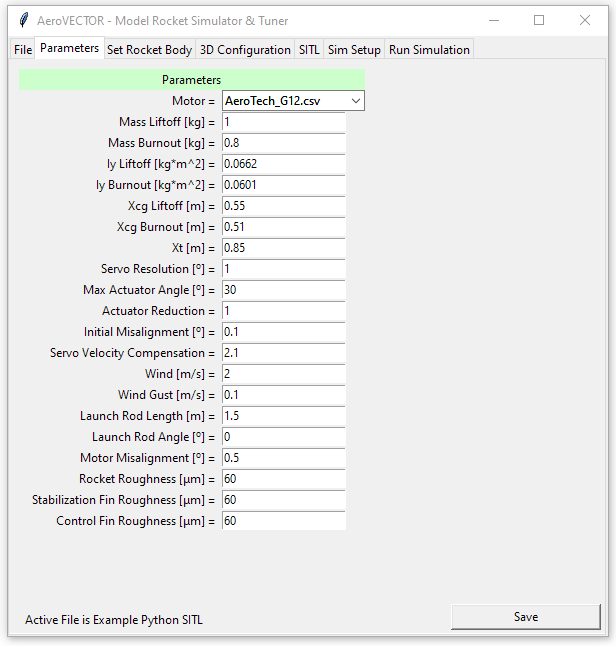 AeroVECTOR - Model Rocket Simulator & Tuner
File Parameters Set Rocket Body 3D Configuration SITL Sim Setup Run Simulation
Parameters
Motor = AeroTech_G12.csv
Mass Liftoff [kg] = 1
Mass Burnout [kg] = 0.8
Iy Liftoff [kg*m^2] = 0.0662
Iy Burnout [kg*m^2] = 0.0601
Xcg Liftoff [m] = 0.55
Xcg Burnout [m] = 0.51
Xt [m] = 0.85
Servo Resolution [º] = 1
Max Actuator Angle [º] = 30
Actuator Reduction = 1
Initial Misalignment [º] = 0.1
Servo Velocity Compensation = 2.1
Wind [m/s] = 2
Wind Gust [m/s] = 0.1
Launch Rod Length [m] = 1.5
Launch Rod Angle [º] = 0
Motor Misalignment [º] = 0.5
Rocket Roughness [μm] = 60
Stabilization Fin Roughness [μm] = 60
Control Fin Roughness [μm] = 60
Active File is Example Python SITL Save